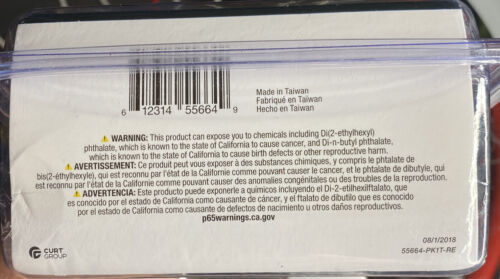 Made in Taiwan
Fabriqué en Taiwan
Hecho en Taiwan
6 12314 55664 9
⚠ WARNING: This product can expose you to chemicals including Di(2-ethylhexyl)
phthalate, which is known to the state of California to cause cancer, and Di-n-butyl phthalate,
which is known to the state of California to cause birth defects or other reproductive harm.
⚠ AVERTISSEMENT: Ce produit peut vous exposer à des substances chimiques, y compris le phtalate de
bis(2-éthylhexyle), qui est reconnu par l'état de la Californie comme pouvant causer le cancer, et le phtalate de dibutyle, qui
est reconnu par l'état de la Californie comme pouvant causer des anomalies congénitales ou des troubles de la reproduction.
⚠ ADVERTENCIA: Este producto puede exponerle a químicos incluyendo el Di-2-etilhexilftalato, que
es conocido por el estado de California como causante de cáncer, y el ftalato de dibutilo que es conocido
por el estado de California como causante de defectos de nacimiento u otros daños reproductivos.
p65warnings.ca.gov
CURT
GROUP
08/1/2018
55664-PK1T-RE